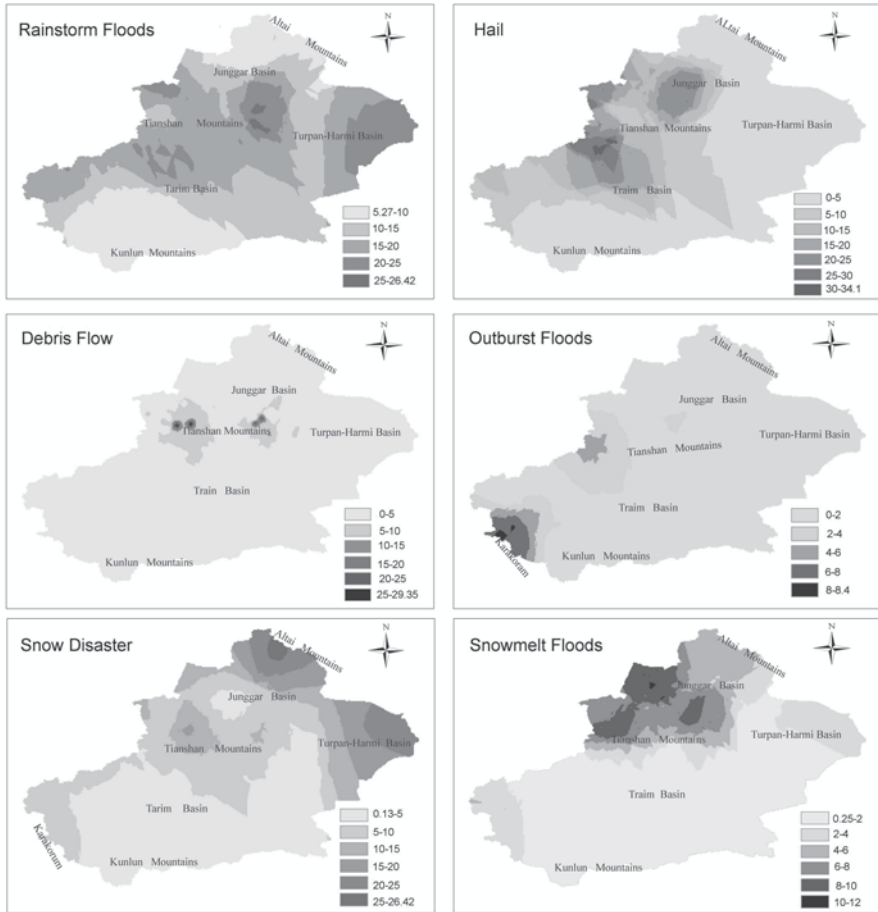 Rainstorm Floods
Altai Mountains
N
Junggar Basin
Tianshan Mountains
Turpan-Harmi Basin
Tarim Basin
Kunlun Mountains
5.27-10
10-15
15-20
20-25
25-26.42
Hail
ALtai Mountains
N
Junggar Basin
Tianshan Mountains
Turpan-Harmi Basin
Traim Basin
Kunlun Mountains
0-5
5-10
10-15
15-20
20-25
25-30
30-34.1
Debris Flow
Altai Mountains
N
Junggar Basin
Tianshan Mountains
Turpan-Harmi Basin
Train Basin
Kunlun Mountains
0-5
5-10
10-15
15-20
20-25
25-29.35
Outburst Floods
Altai Mountains
N
Junggar Basin
Tianshan Mountains
Turpan-Harmi Basin
Traim Basin
Karakoram
Kunlun Mountains
0-2
2-4
4-6
6-8
8-8.4
Snow Disaster
Altai Mountains
N
Junggar Basin
Tianshan Mountains
Turpan-Harmi Basin
Tarim Basin
Karakorum
Kunlun Mountains
0.13-5
5-10
10-15
15-20
20-25
25-26.42
Snowmelt Floods
Altai Mountains
N
Junggar Basin
Tianshan Mountains
Turpan-Harmi Basin
Traim Basin
Kunlun Mountains
0.25-2
2-4
4-6
6-8
8-10
10-12